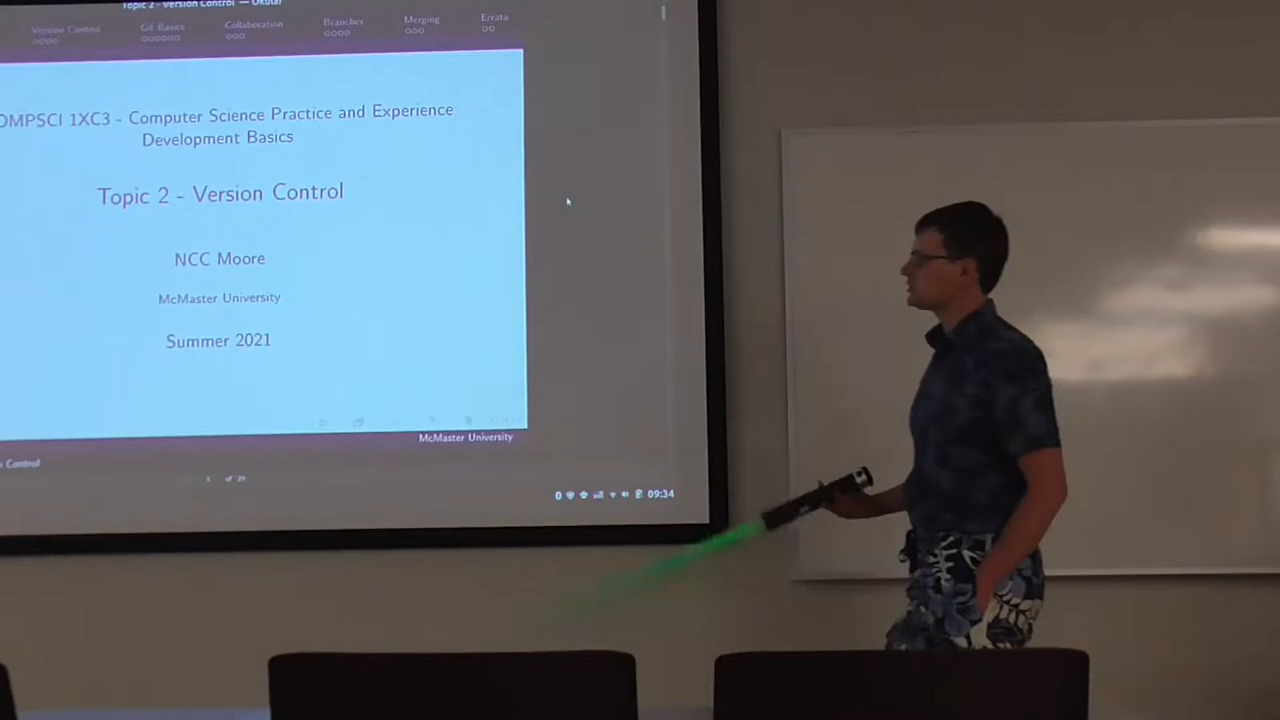 Topic 2 - Version Control — Okular
Version Control Git Basics Collaboration Branches Merging Errata
OMPSCI 1XC3 - Computer Science Practice and Experience
Development Basics
Topic 2 - Version Control
NCC Moore
McMaster University
Summer 2021
McMaster University
Control
09:34